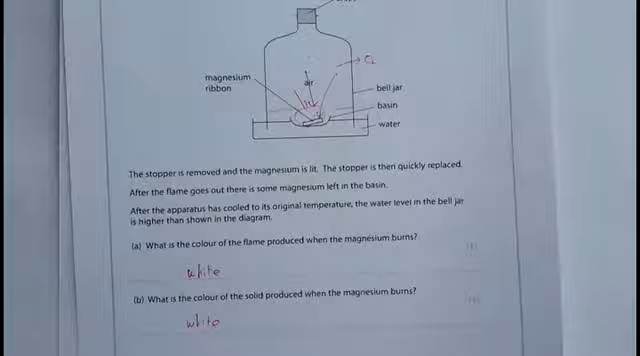 magnesium
ribbon
air
bell jar
basin
water
The stopper is removed and the magnesium is lit. The stopper is then quickly replaced.
After the flame goes out there is some magnesium left in the basin.
After the apparatus has cooled to its original temperature, the water level in the bell jar
is higher than shown in the diagram.
(a) What is the colour of the flame produced when the magnesium burns?
(1)
white
(b) What is the colour of the solid produced when the magnesium burns?
(1)
white